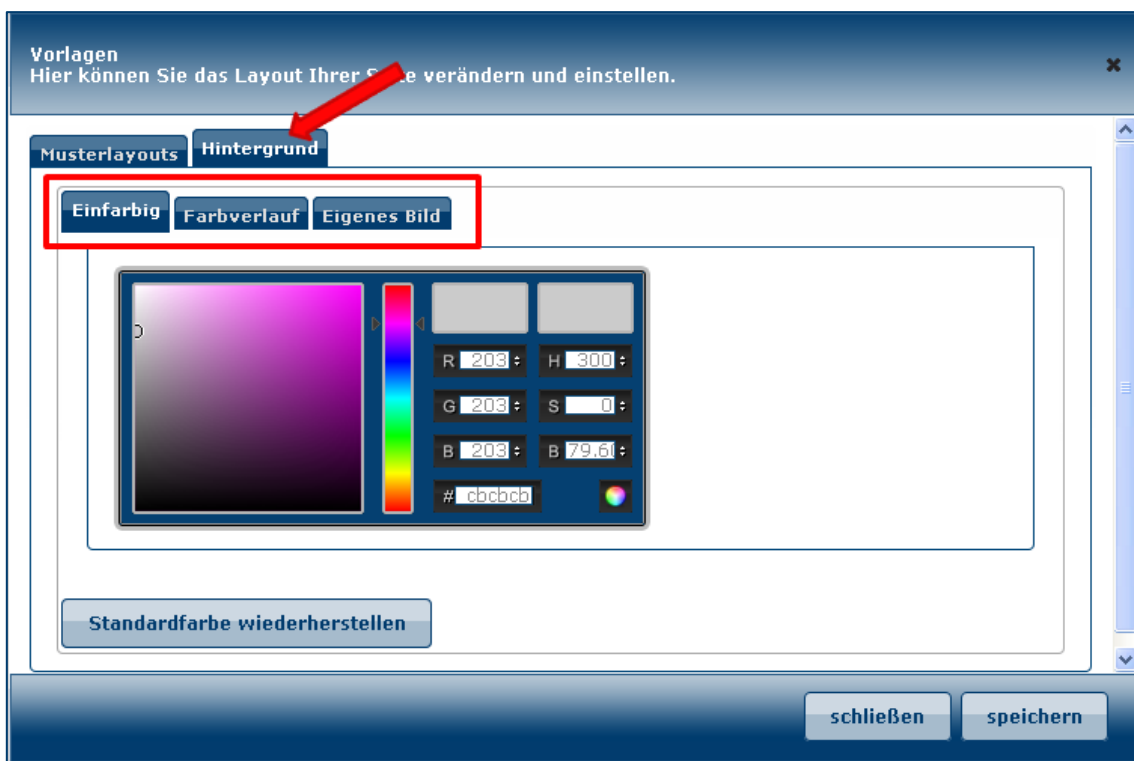 Vorlagen
Hier können Sie das Layout Ihrer Seite verändern und einstellen.
Musterlayouts Hintergrund
Einfarbig Farbverlauf Eigenes Bild
R 203 H 300
G 203 S 0
B 203 B 79.6
# cbcbcb
Standardfarbe wiederherstellen
schließen speichern